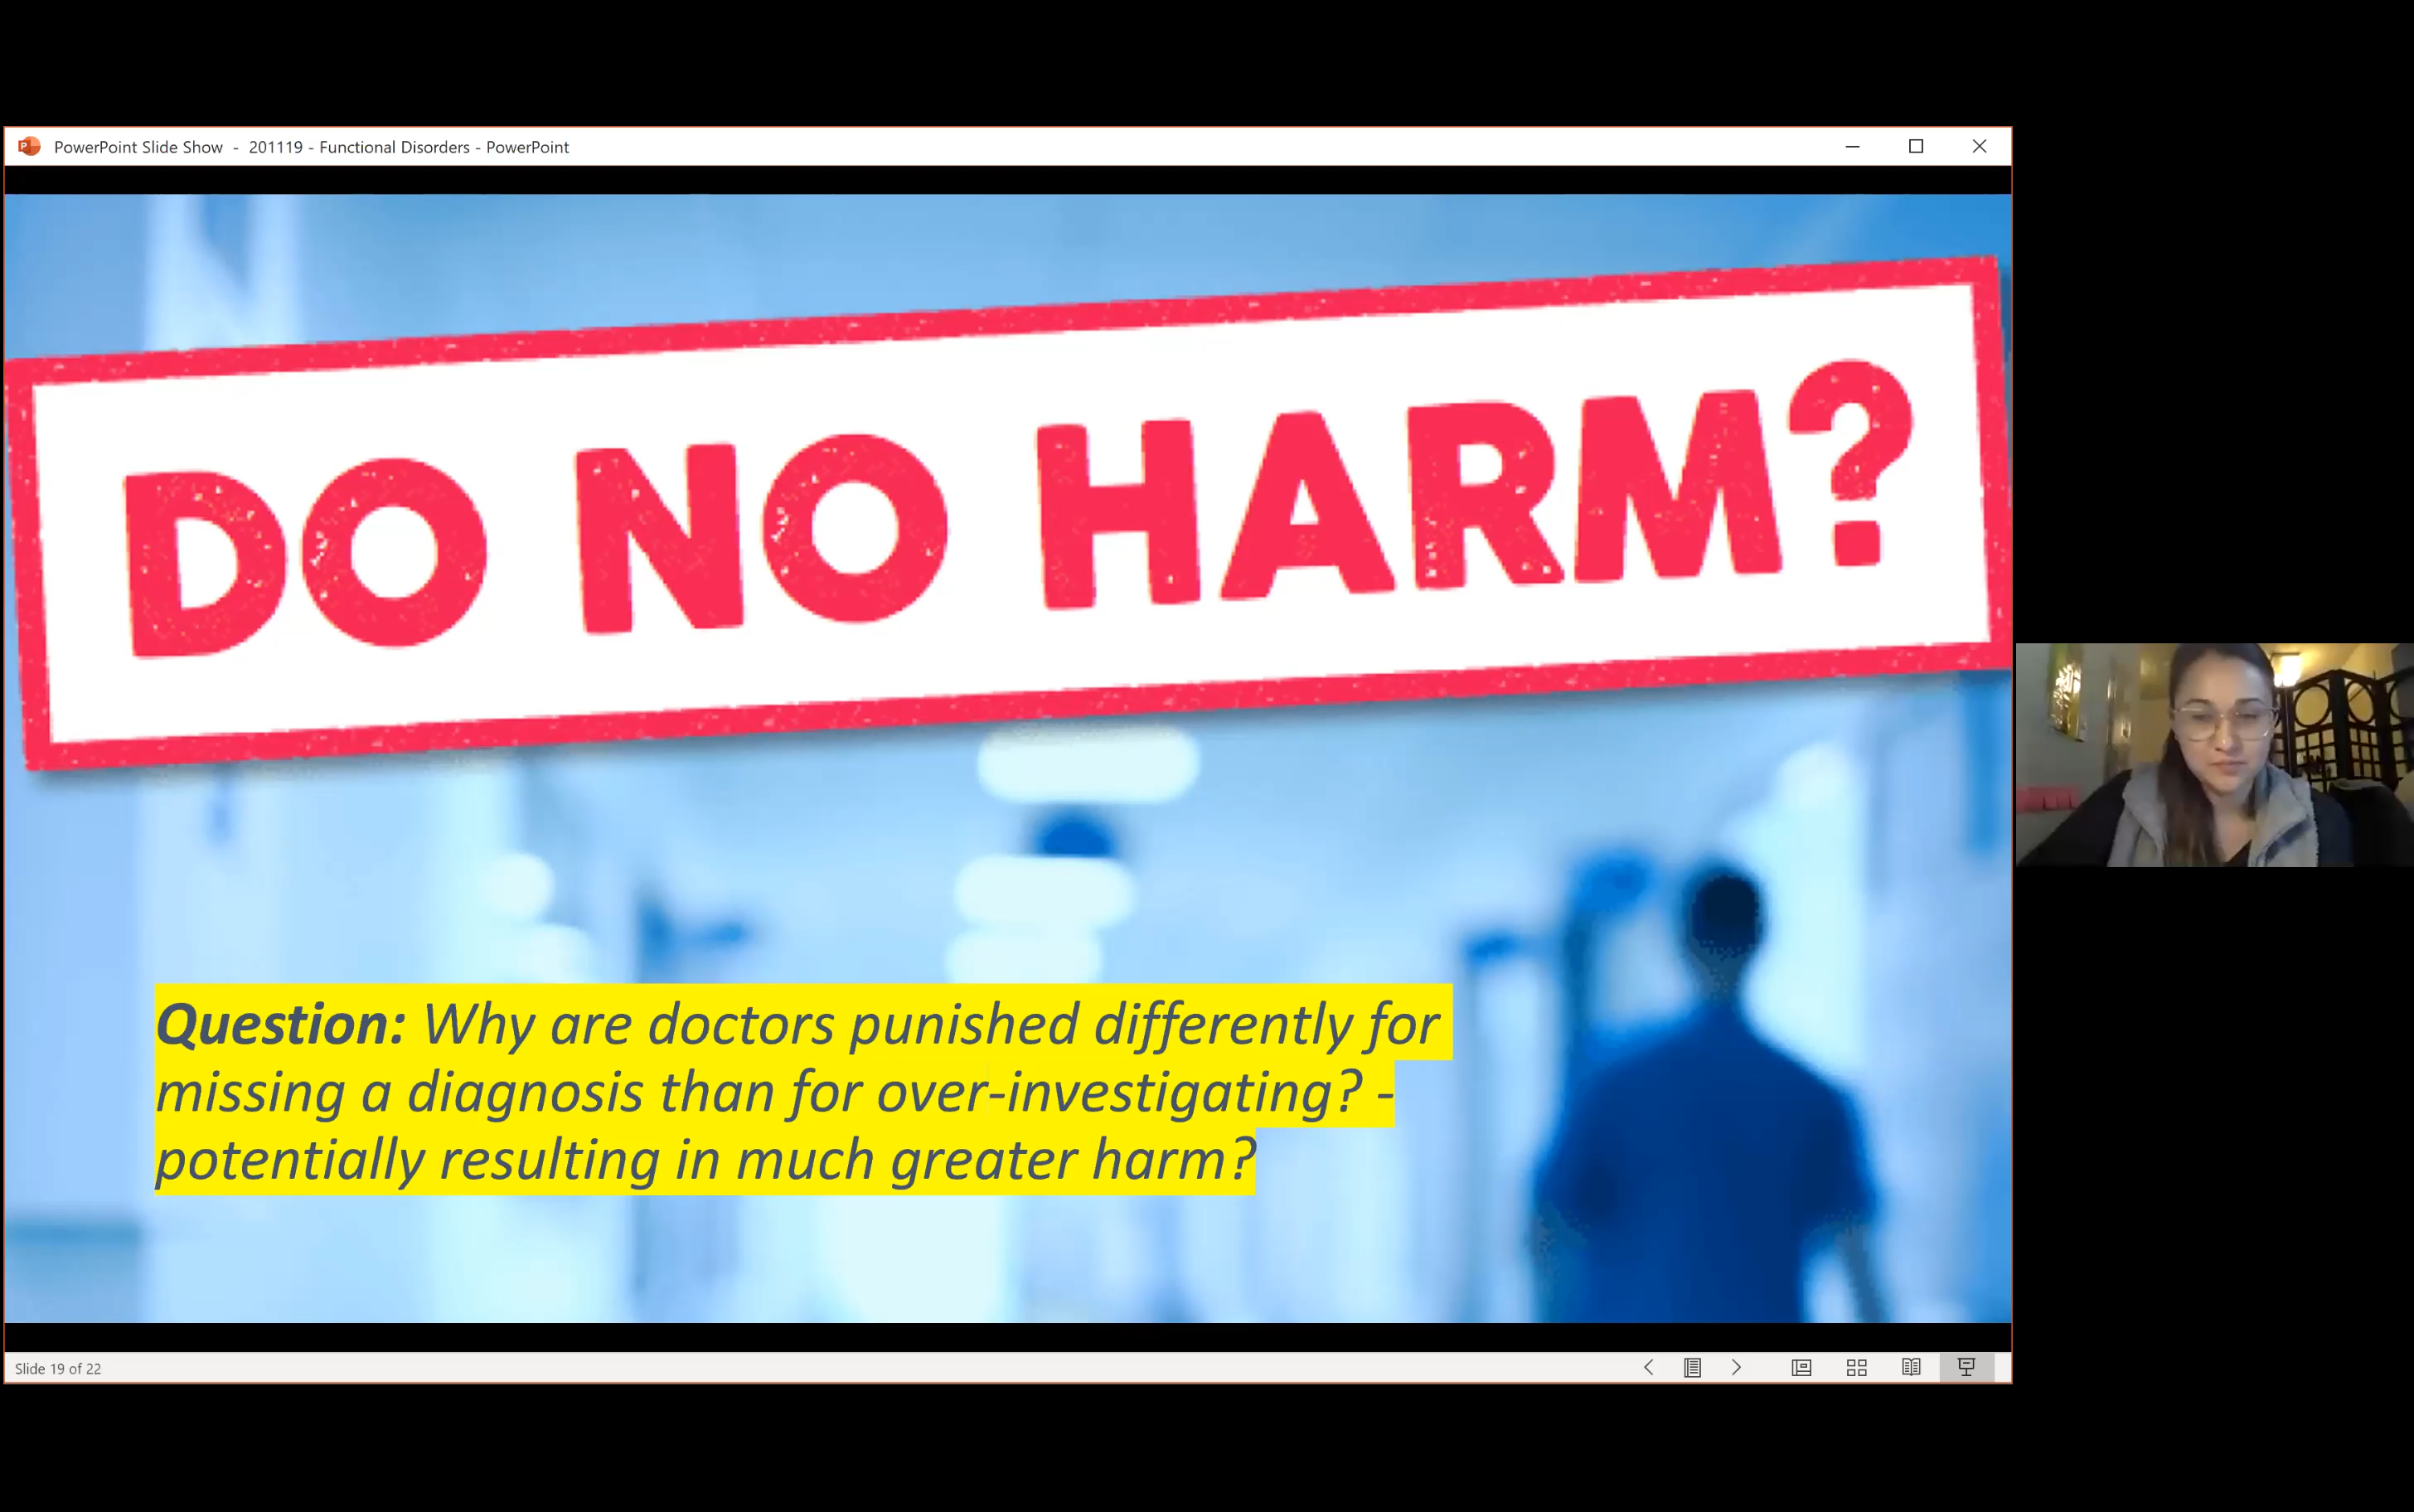 PowerPoint Slide Show - 201119 - Functional Disorders - PowerPoint
DO NO HARM?
Question: Why are doctors punished differently for
missing a diagnosis than for over-investigating? -
potentially resulting in much greater harm?
Slide 19 of 22